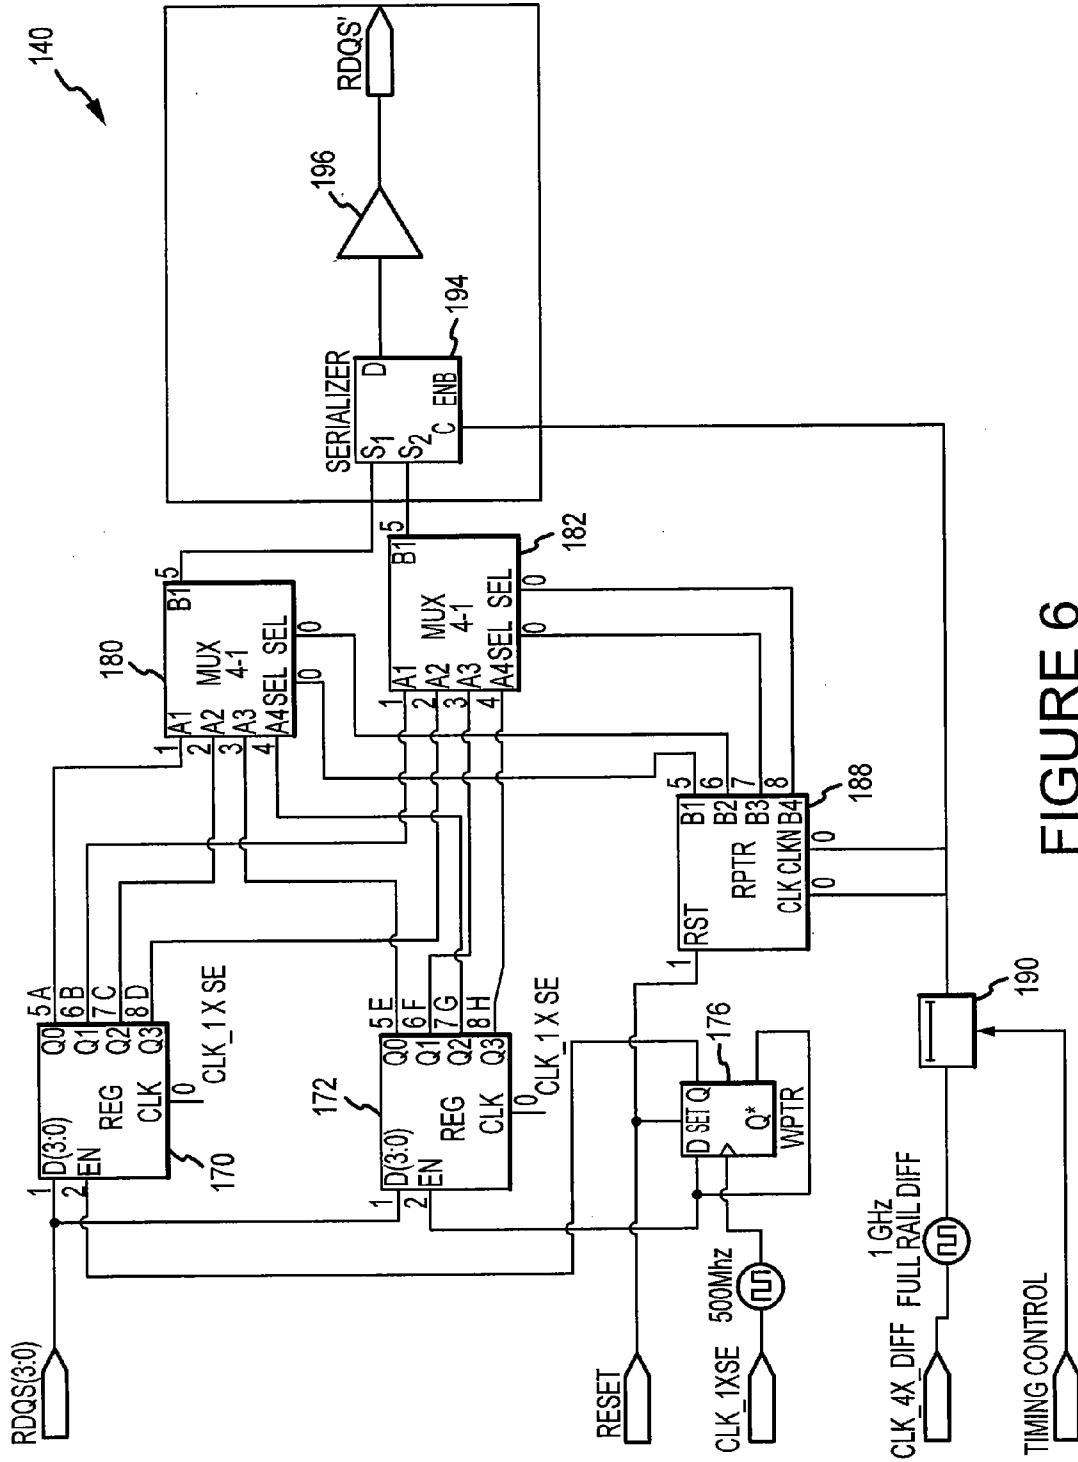 140
RDQS(3:0)
1
2
D(3:0)
EN
REG
CLK
Q0
Q1
Q2
Q3
5 A
6 B
7 C
8 D
0
CLK_1 X SE
170
172
1
2
D(3:0)
EN
REG
CLK
Q0
Q1
Q2
Q3
5 E
6 F
7 G
8 H
0
CLK_1 X SE
180
1
2
3
4
A1
A2
A3
A4
MUX
4-1
SEL
SEL
B1
5
0
0
1
2
3
4
A1
A2
A3
A4
MUX
4-1
SEL
SEL
B1
5
0
0
182
SERIALIZER
S1
S2
C
D
ENB
194
196
RDQS'
RESET
CLK_1XSE
500Mhz
D
SET
Q
Q*
WPTR
176
1
RST
RPTR
CLK
CLKN
B1
B2
B3
B4
5
6
7
8
0
0
188
CLK_4X_DIFF
1 GHz
FULL RAIL DIFF
190
TIMING CONTROL
FIGURE 6